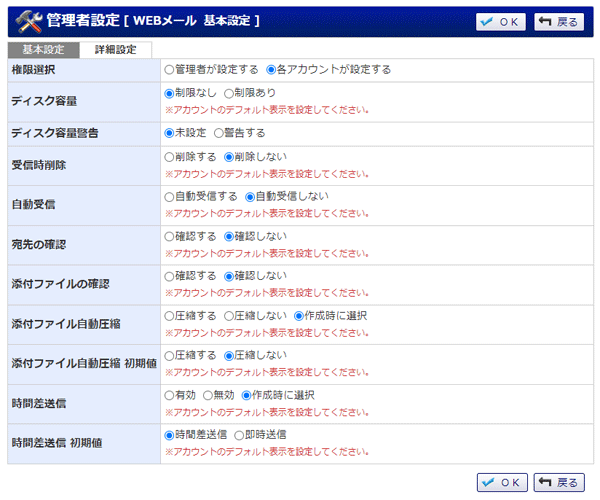 管理者設定 [ WEBメール 基本設定 ]
OK 戻る
基本設定 詳細設定
権限選択 管理者が設定する 各アカウントが設定する
ディスク容量 制限なし 制限あり
※アカウントのデフォルト表示を設定してください。
ディスク容量警告 未設定 警告する
受信時削除 削除する 削除しない
※アカウントのデフォルト表示を設定してください。
自動受信 自動受信する 自動受信しない
※アカウントのデフォルト表示を設定してください。
宛先の確認 確認する 確認しない
※アカウントのデフォルト表示を設定してください。
添付ファイルの確認 確認する 確認しない
※アカウントのデフォルト表示を設定してください。
添付ファイル自動圧縮 圧縮する 圧縮しない 作成時に選択
※アカウントのデフォルト表示を設定してください。
添付ファイル自動圧縮 初期値 圧縮する 圧縮しない
※アカウントのデフォルト表示を設定してください。
時間差送信 有効 無効 作成時に選択
※アカウントのデフォルト表示を設定してください。
時間差送信 初期値 時間差送信 即時送信
※アカウントのデフォルト表示を設定してください。
OK 戻る